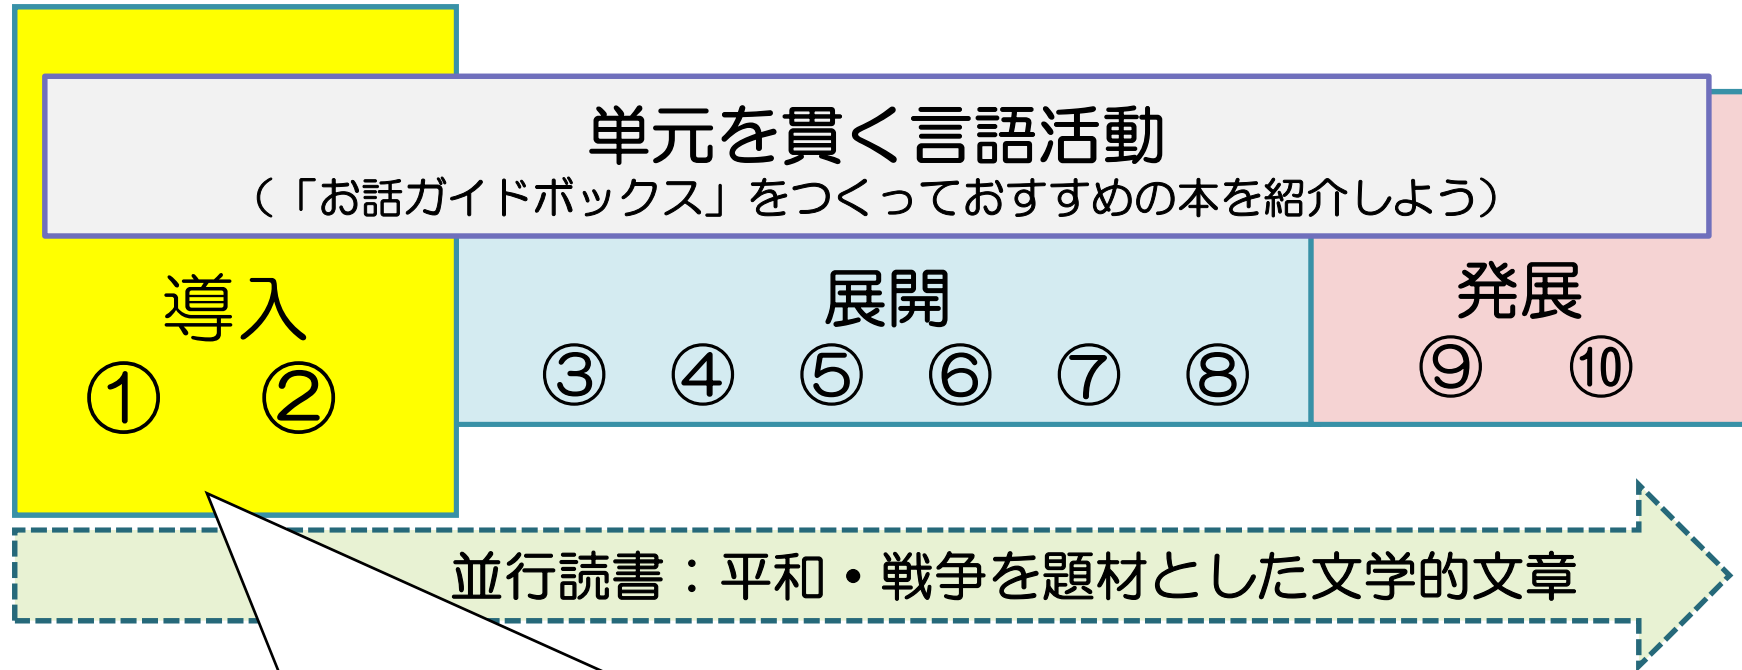 単元を貫く言語活動
（「お話ガイドボックス」をつくっておすすめの本を紹介しよう）
導入
① ②
展開
③ ④ ⑤ ⑥ ⑦ ⑧
発展
⑨ ⑩
並行読書：平和・戦争を題材とした文学的文章